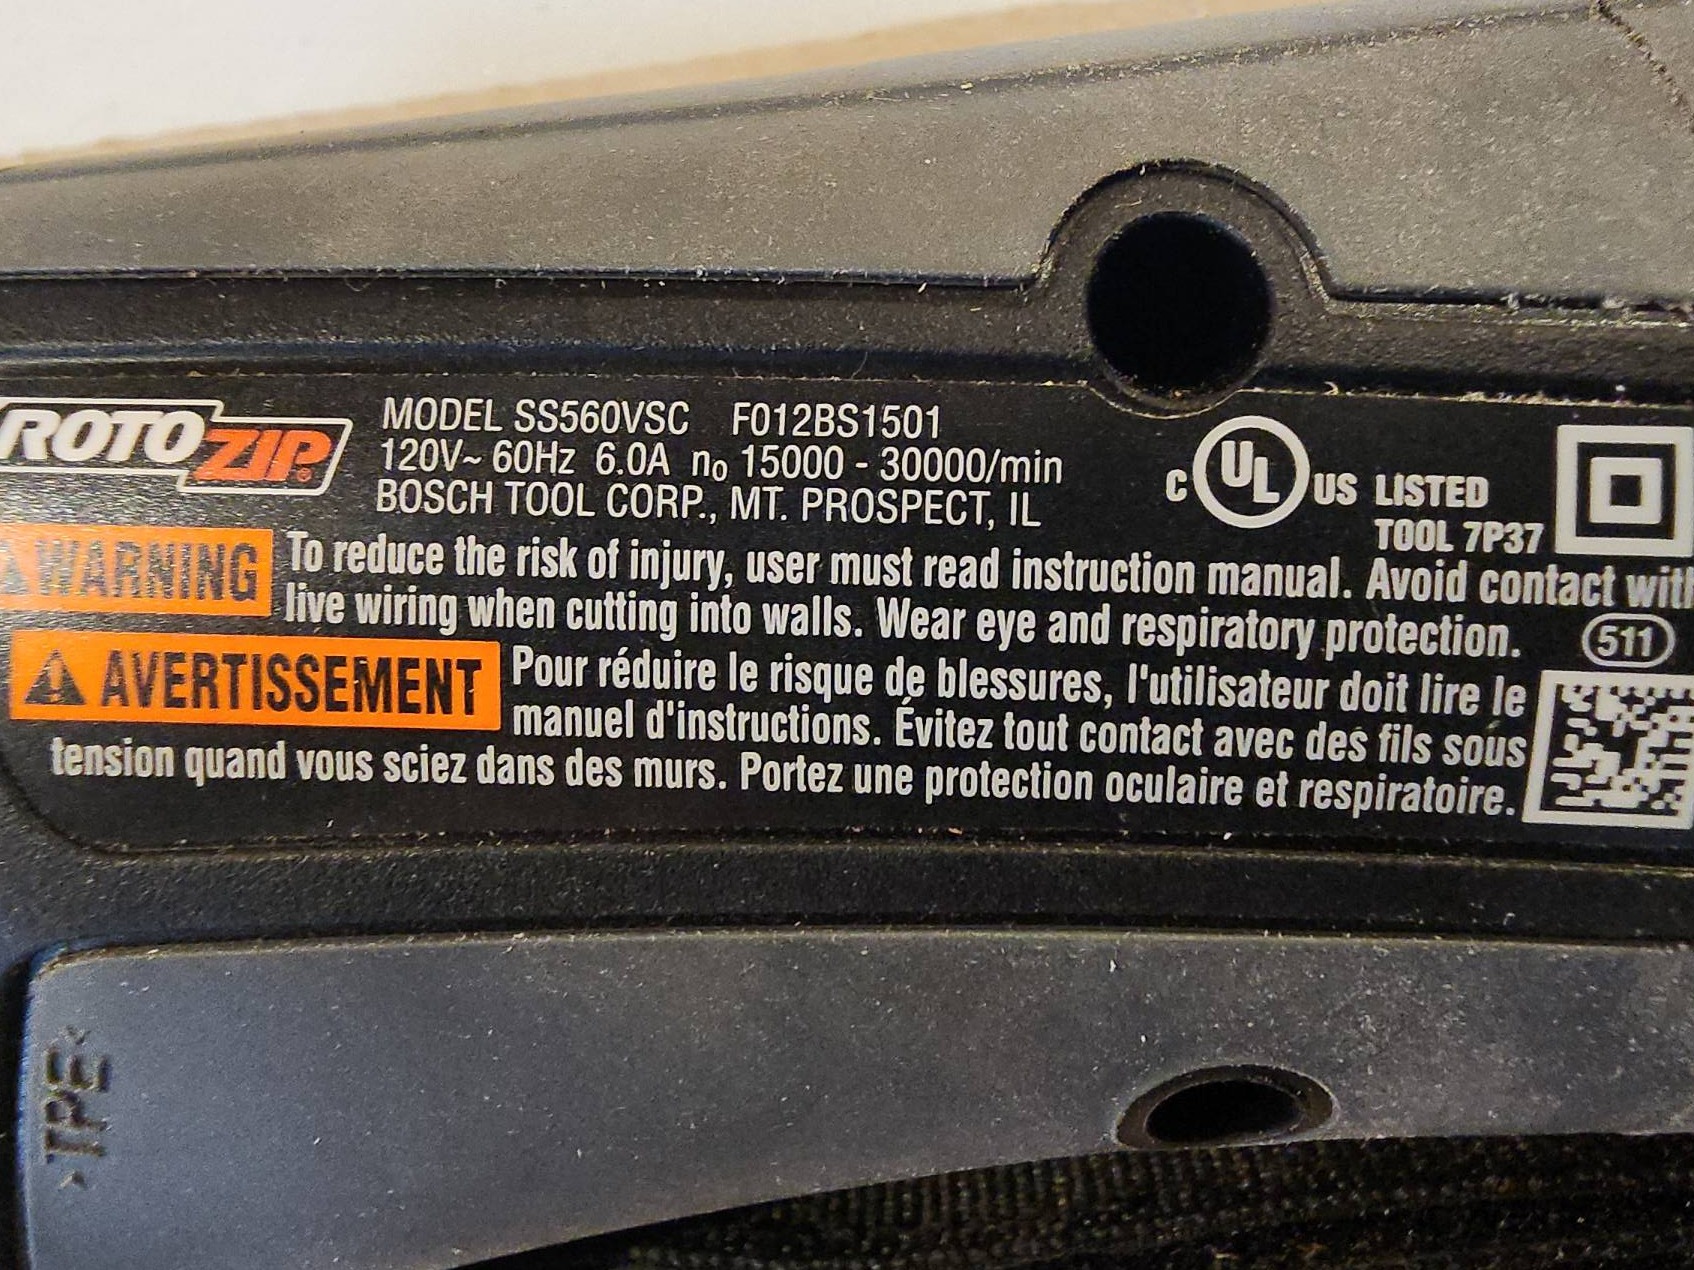 ROTOZIP
MODEL SS560VSC F012BS1501
120V~ 60Hz 6.0A n₀ 15000 - 30000/min
BOSCH TOOL CORP., MT. PROSPECT, IL
C UL US LISTED
TOOL 7P37
WARNING To reduce the risk of injury, user must read instruction manual. Avoid contact with
live wiring when cutting into walls. Wear eye and respiratory protection. 511
AVERTISSEMENT Pour réduire le risque de blessures, l'utilisateur doit lire le
manuel d'instructions. Évitez tout contact avec des fils sous
tension quand vous sciez dans des murs. Portez une protection oculaire et respiratoire.
>TPE<